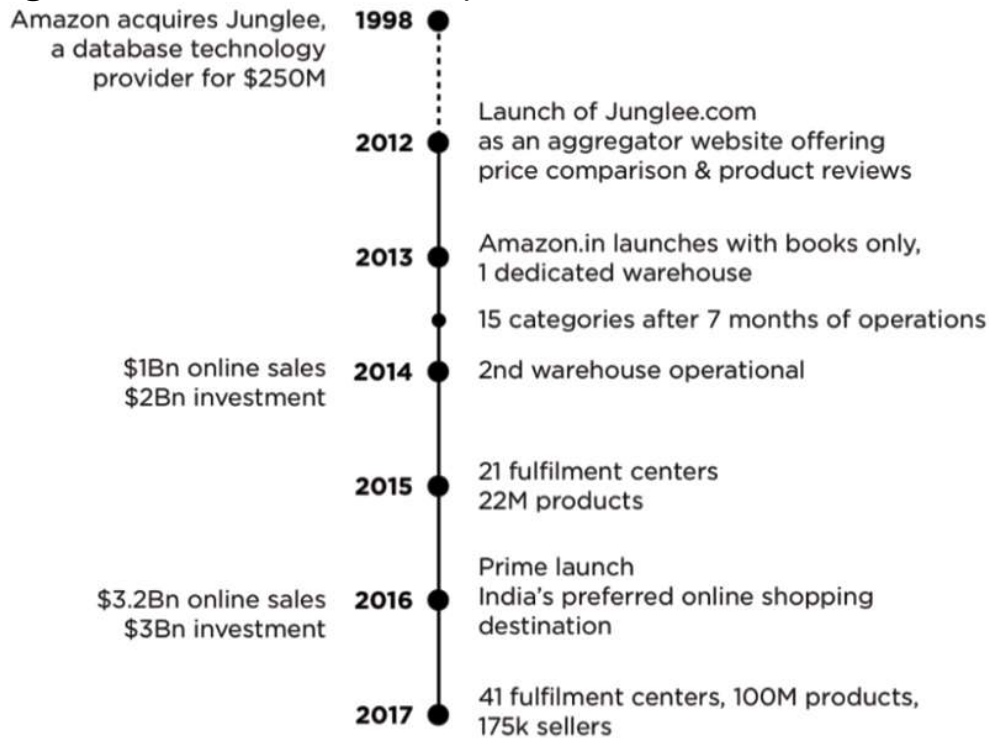 Amazon acquires Junglee,
a database technology
provider for $250M
1998
Launch of Junglee.com
2012
as an aggregator website offering
price comparison & product reviews
2013
Amazon.in launches with books only,
1 dedicated warehouse
15 categories after 7 months of operations
$1Bn online sales
$2Bn investment
2014
2nd warehouse operational
2015
21 fulfilment centers
22M products
$3.2Bn online sales
$3Bn investment
2016
Prime launch
India's preferred online shopping
destination
2017
41 fulfilment centers, 100M products,
175k sellers